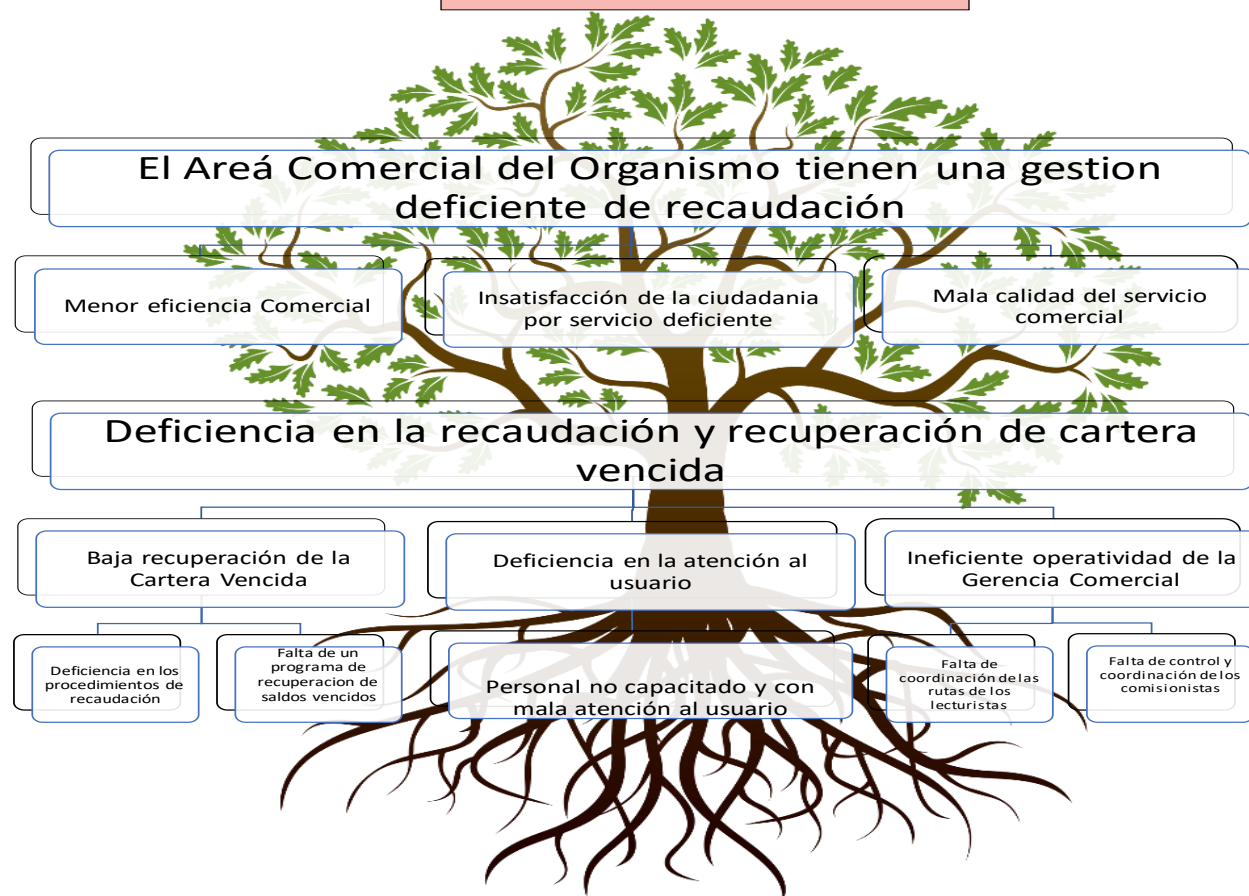 El Areá Comercial del Organismo tienen una gestion
deficiente de recaudación
Menor eficiencia Comercial
Insatisfacción de la ciudadania
por servicio deficiente
Mala calidad del servicio
comercial
Deficiencia en la recaudación y recuperación de cartera
vencida
Baja recuperación de la
Cartera Vencida
Deficiencia en la atención al
usuario
Ineficiente operatividad de la
Gerencia Comercial
Deficiencia en los
procedimientos de
recaudación
Falta de un
programa de
recuperacion de
saldos vencidos
Personal no capacitado y con
mala atención al usuario
Falta de
coordinación de las
rutas de los
lecturistas
Falta de control y
coordinación de los
comisionistas